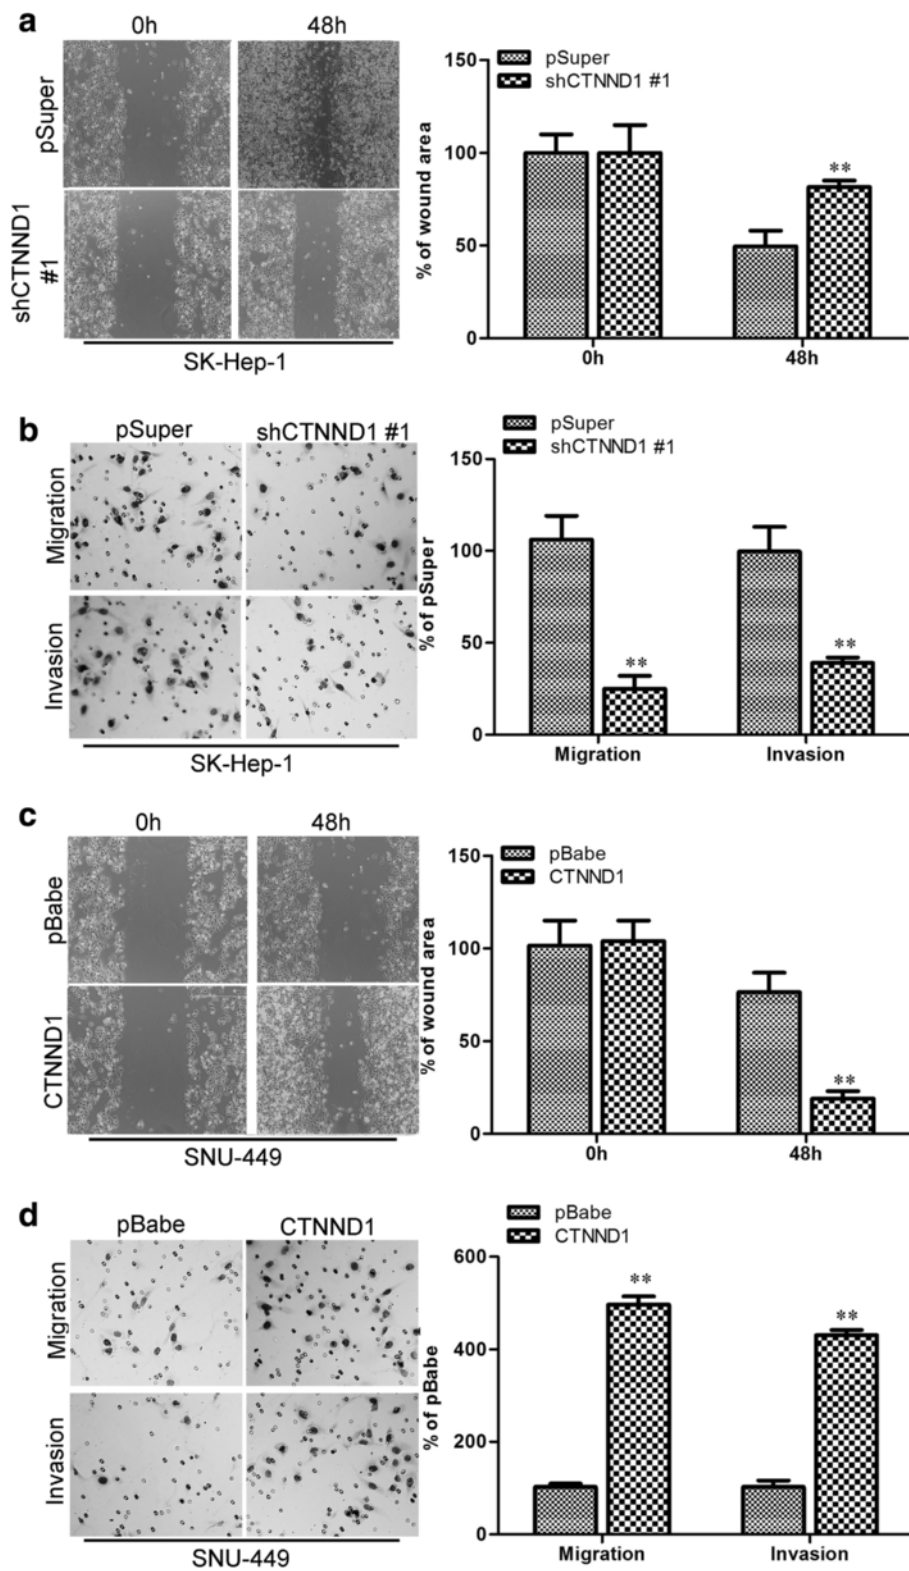 a
0h 48h
pSuper
shCTNND1
#1
SK-Hep-1
pSuper
shCTNND1 #1
% of wound area
150
100
50
0
**
0h 48h
b
pSuper shCTNND1 #1
Migration
Invasion
SK-Hep-1
pSuper
shCTNND1 #1
% of pSuper
150
100
50
0
** **
Migration Invasion
c
0h 48h
pBabe
CTNND1
SNU-449
pBabe
CTNND1
% of wound area
150
100
50
0
**
0h 48h
d
pBabe CTNND1
Migration
Invasion
SNU-449
pBabe
CTNND1
% of pBabe
600
400
200
0
** **
Migration Invasion